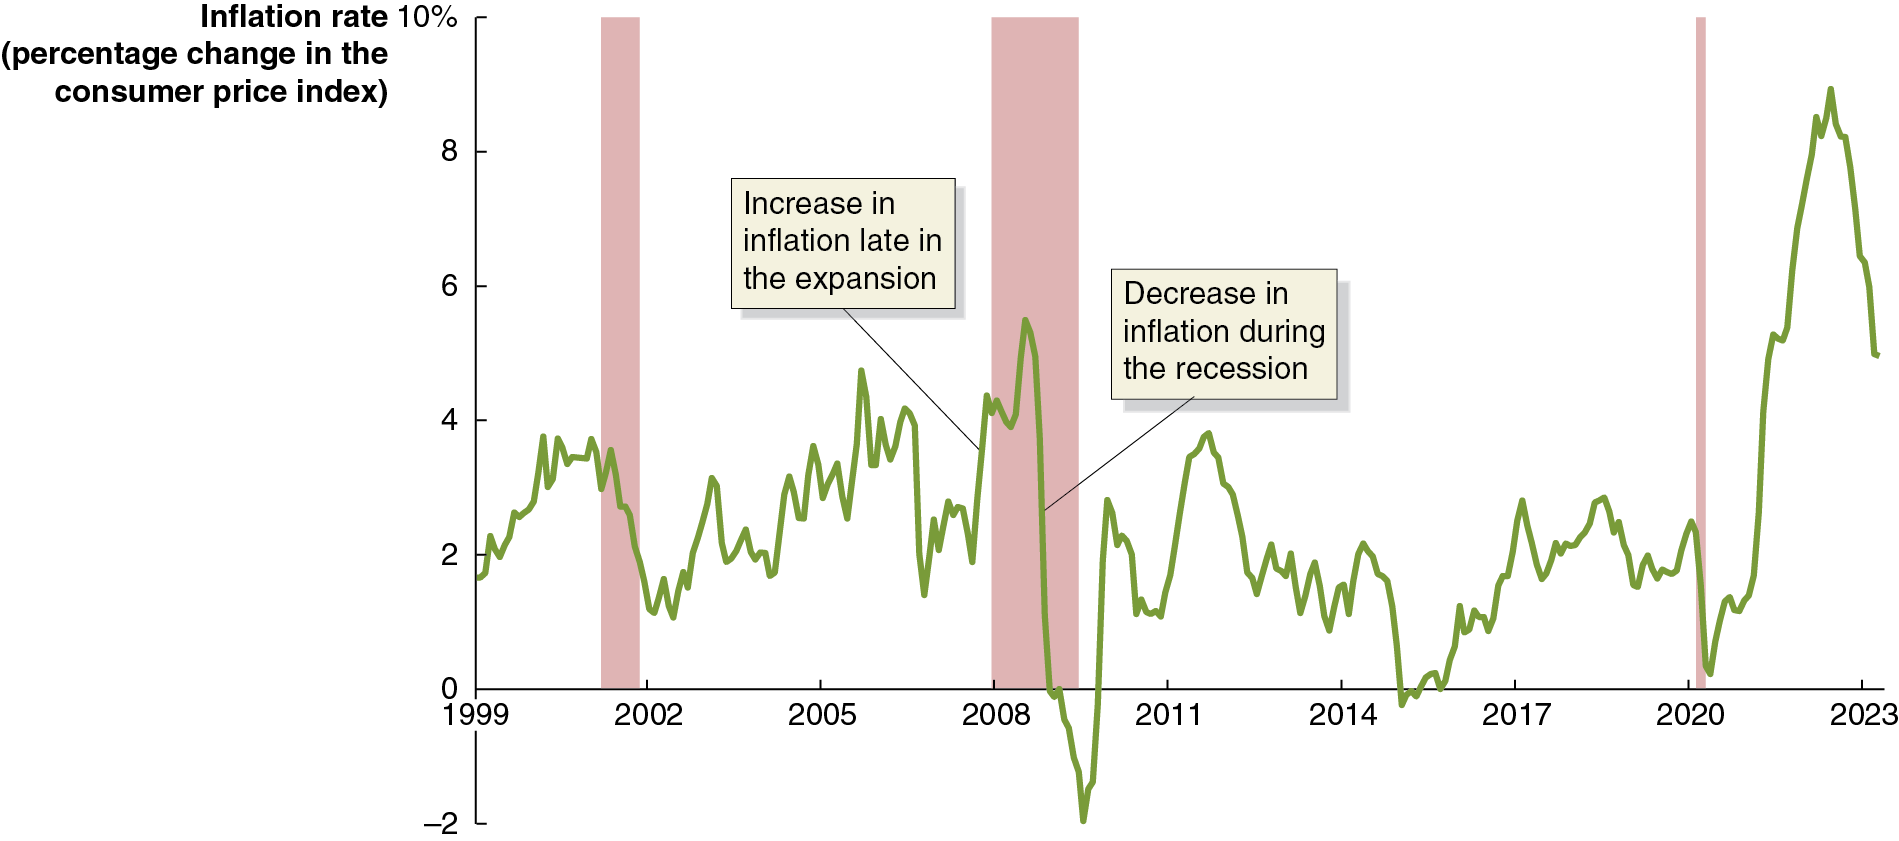 Inflation rate 10%
(percentage change in the
consumer price index)
8
Increase in
inflation late in
the expansion
6
Decrease in
inflation during
the recession
4
2
0
1999 2002 2005 2008 2011 2014 2017 2020 2023
–2